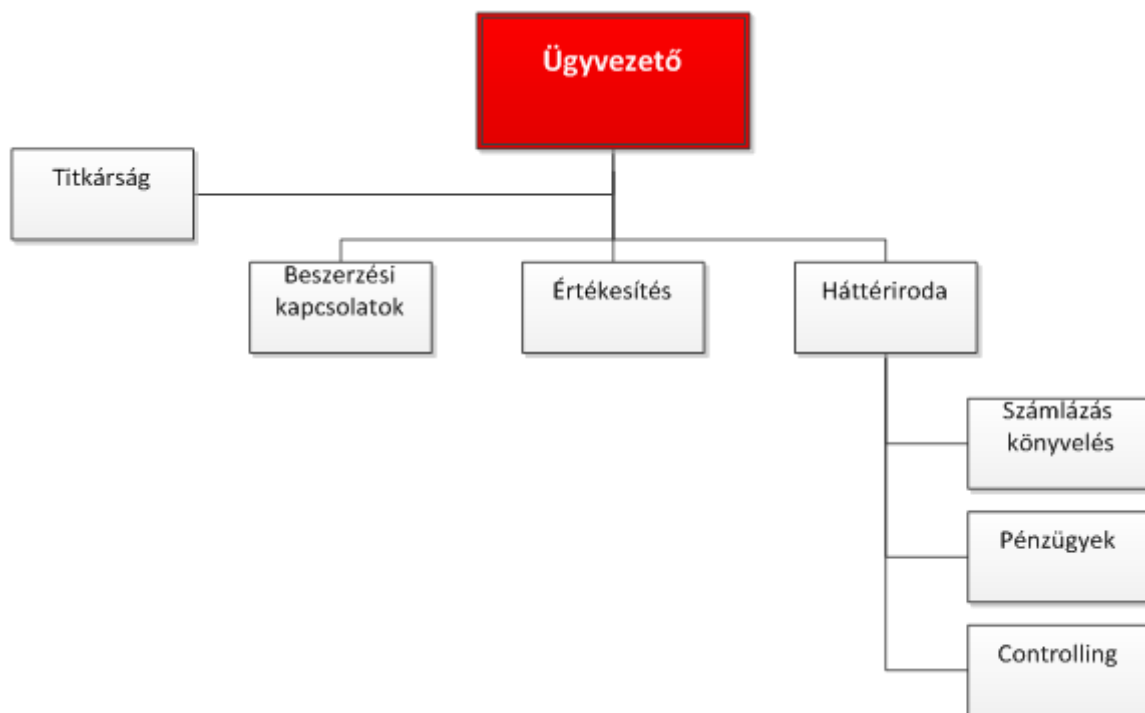 Ügyvezető
Titkárság
Beszerzési
kapcsolatok
Értékesítés
Háttériroda
Számlázás
könyvelés
Pénzügyek
Controlling